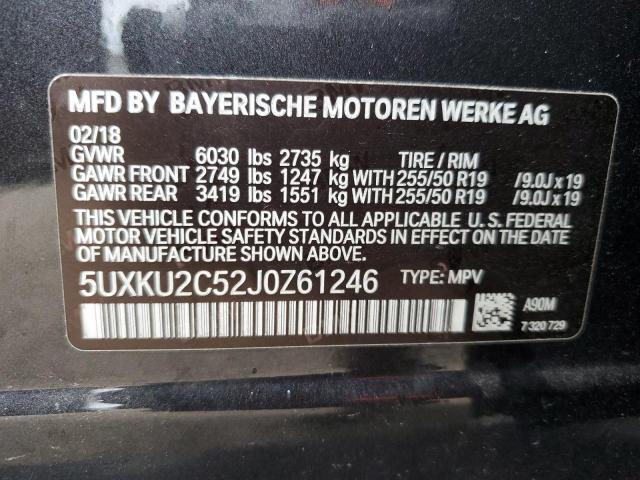 MFD BY BAYERISCHE MOTOREN WERKE AG
02/18
GVWR 6030 lbs 2735 kg TIRE / RIM
GAWR FRONT 2749 lbs 1247 kg WITH 255/50 R19 /9.0J x 19
GAWR REAR 3419 lbs 1551 kg WITH 255/50 R19 /9.0J x 19
THIS VEHICLE CONFORMS TO ALL APPLICABLE U. S. FEDERAL
MOTOR VEHICLE SAFETY STANDARDS IN EFFECT ON THE DATE
OF MANUFACTURE SHOWN ABOVE.
5UXKU2C52J0Z61246 TYPE: MPV
A90M
7 320 729